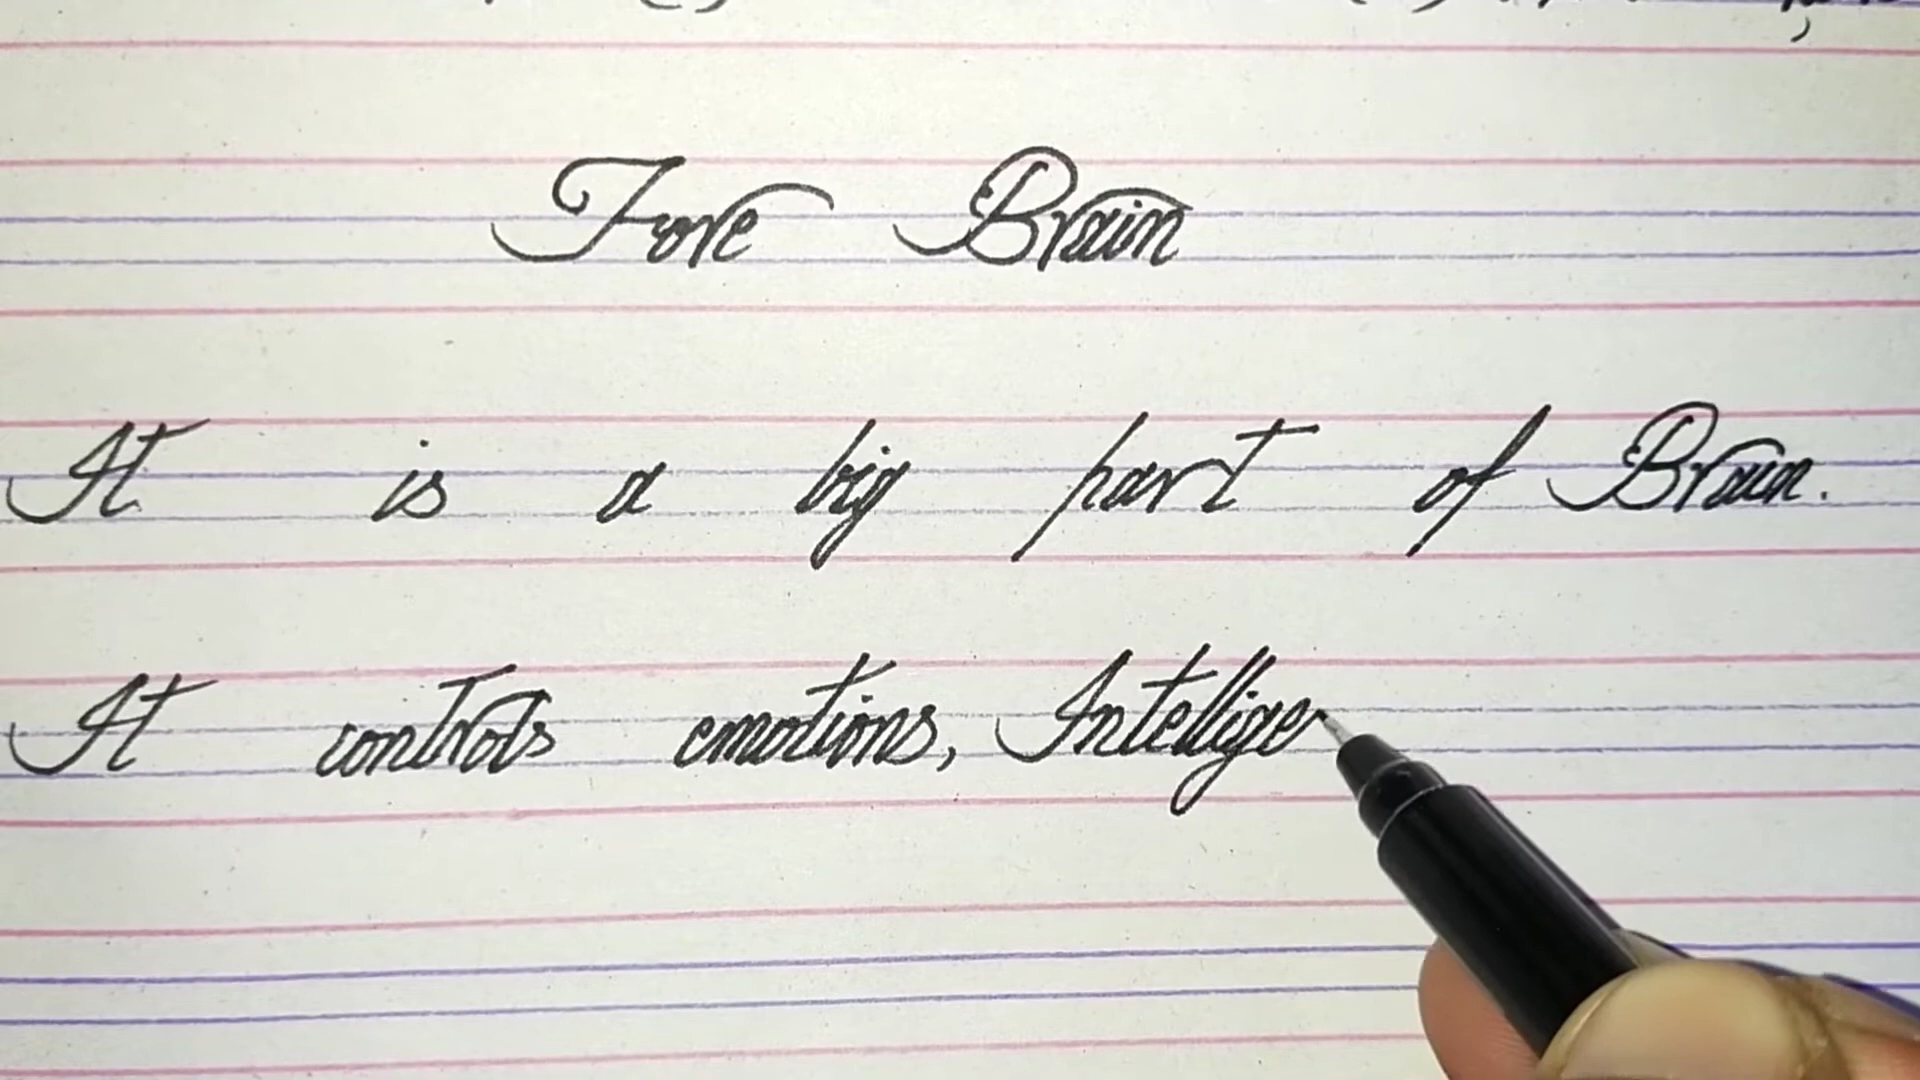 Fore Brain
It is a big part of Brain.
It controls emotions, Intellige